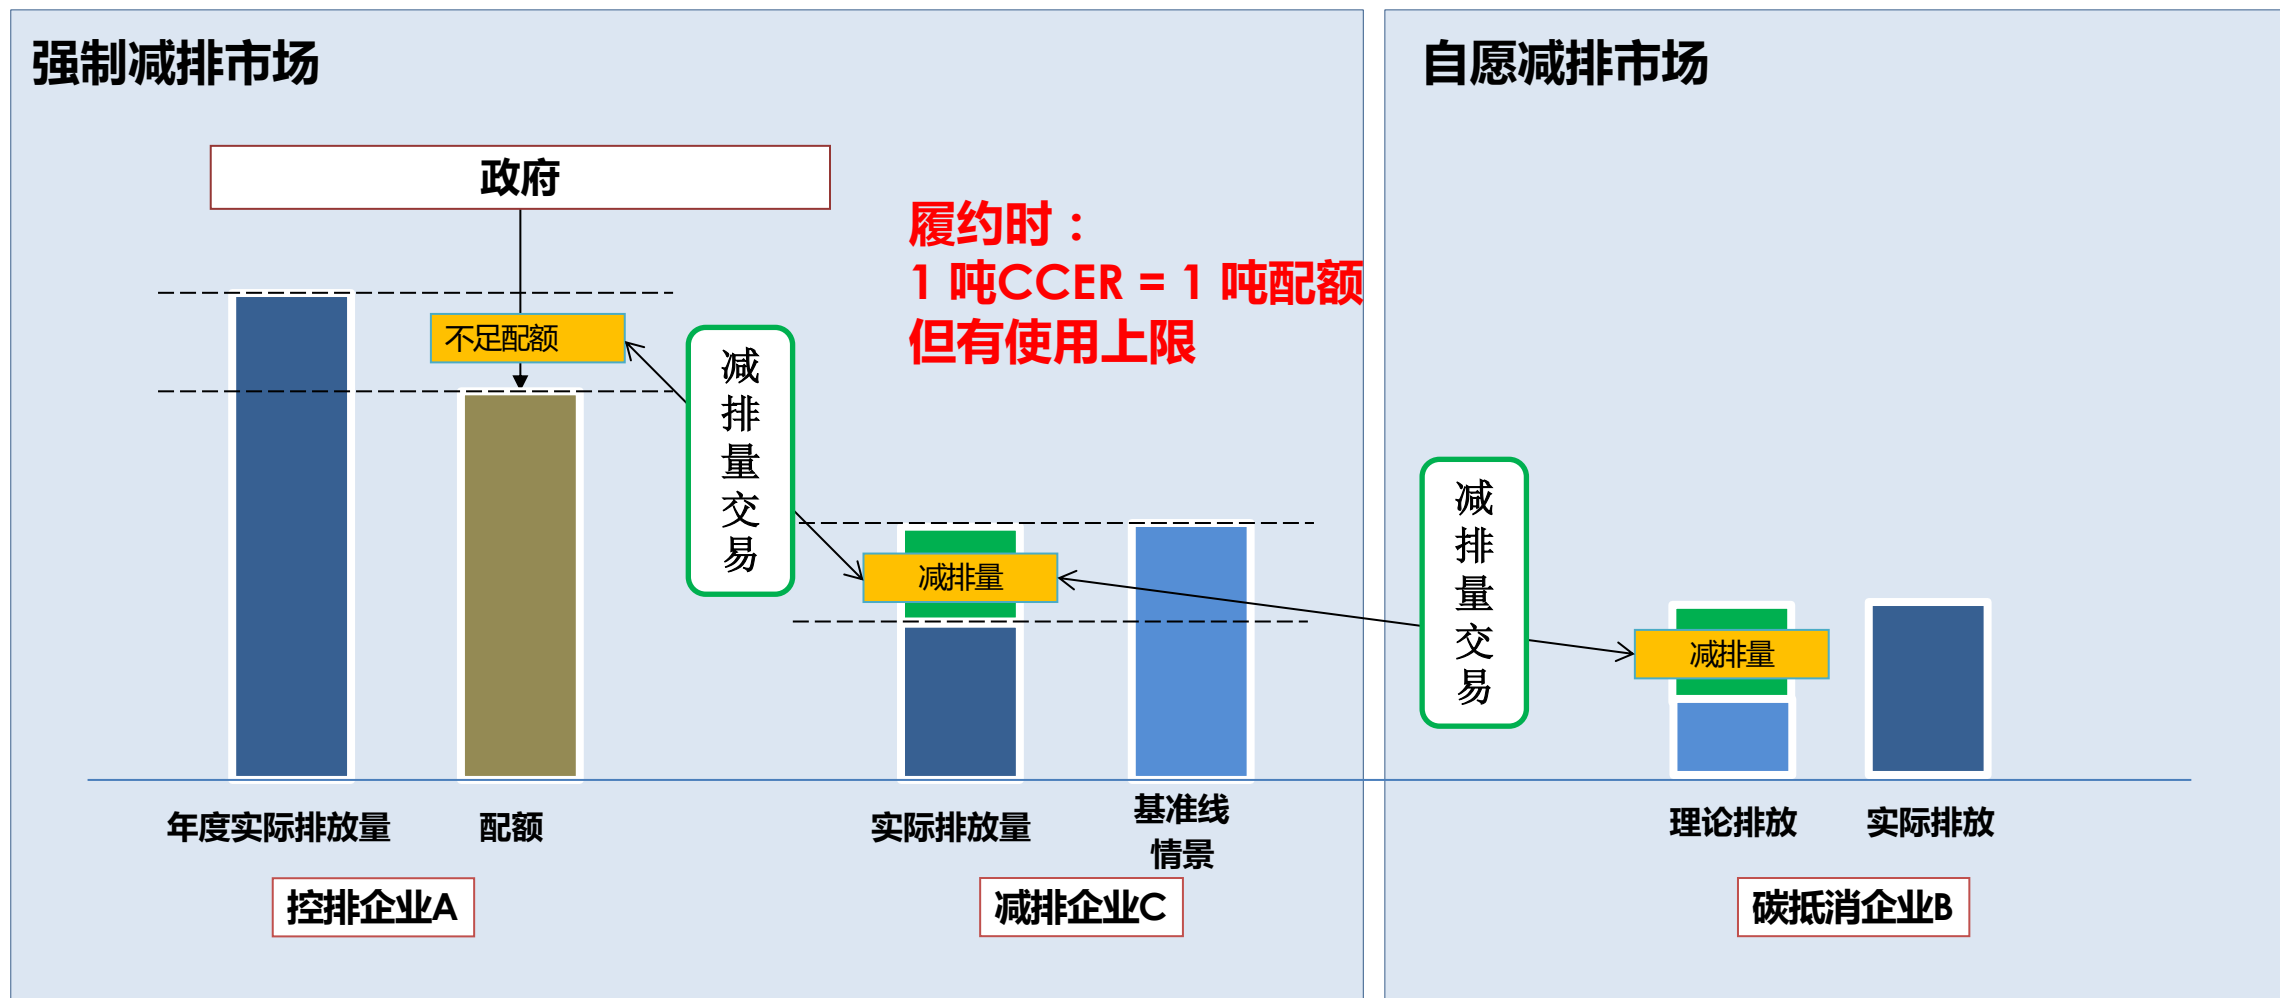 强制减排市场
政府
履约时：
1 吨CCER = 1 吨配额
但有使用上限
不足配额
减
排
量
交
易
减排量
年度实际排放量
配额
实际排放量
基准线
情景
控排企业A
减排企业C
自愿减排市场
减
排
量
交
易
减排量
理论排放
实际排放
碳抵消企业B